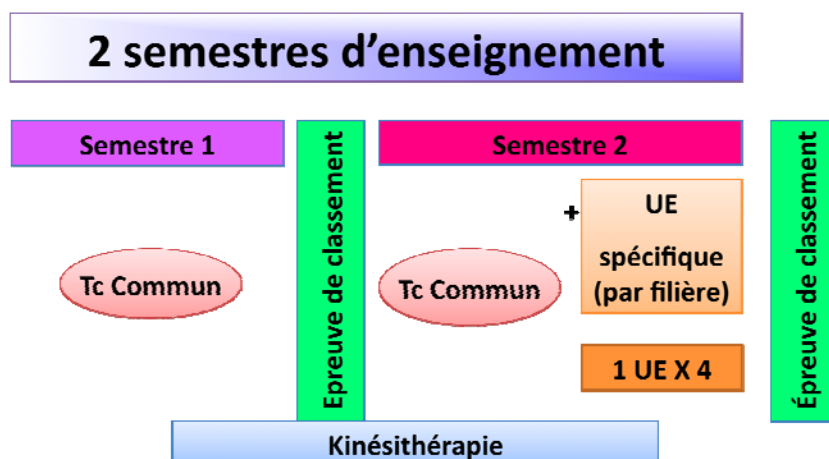 2 semestres d’enseignement
Semestre 1
Epreuve de classement
Semestre 2
Épreuve de classement
Tc Commun
Tc Commun
+
UE
spécifique
(par filière)
1 UE X 4
Kinésithérapie